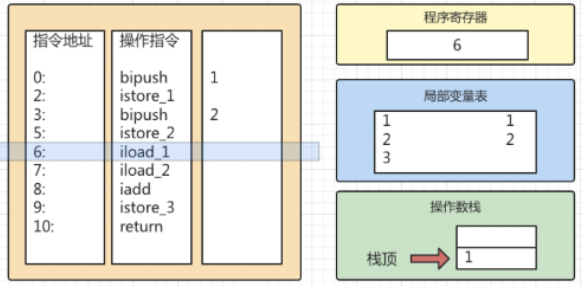 指令地址 操作指令
0: bipush 1
2: istore_1
3: bipush 2
5: istore_2
6: iload_1
7: iload_2
8: iadd
9: istore_3
10: return
程序寄存器
6
局部变量表
1 1
2 2
3
操作数栈
栈顶 1